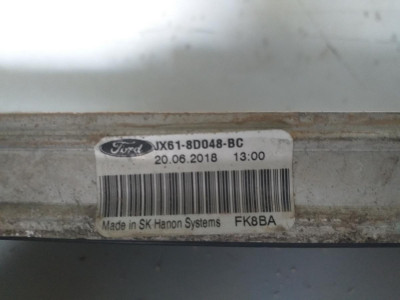 Ford JX61-8D048-BC
20.06.2018 13:00
Made in SK Hanon Systems FK8BA